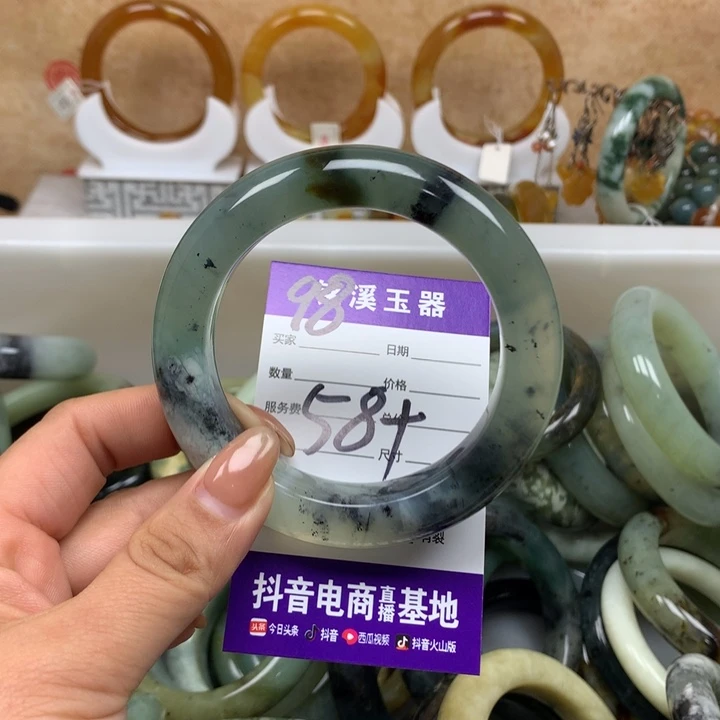 98
溪玉器
买家
日期
数量
价格
服务费
58+
尺寸
抖音电商直播基地
头条 今日头条 抖音 西瓜视频 抖音火山版